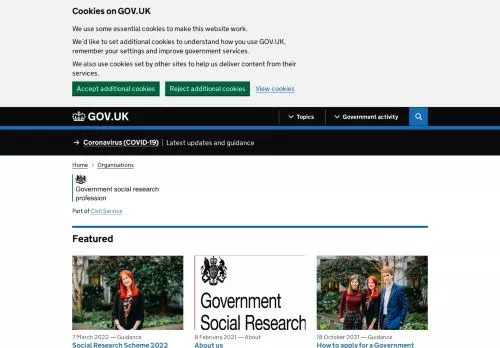 Cookies on GOV.UK
We use some essential cookies to make this website work.
We'd like to set additional cookies to understand how you use GOV.UK,
remember your settings and improve government services.
We also use cookies set by other sites to help us deliver content from their
services.
Accept additional cookies Reject additional cookies View cookies
GOV.UK Topics Government activity
→ Coronavirus (COVID-19) Latest updates and guidance
Home > Organisations
Government social research
profession
Part of Civil Service
Featured
Government
Social Research
7 March 2022 — Guidance 8 February 2021 — About 18 October 2021 — Guidance
Social Research Scheme 2022 About us How to apply for a Government